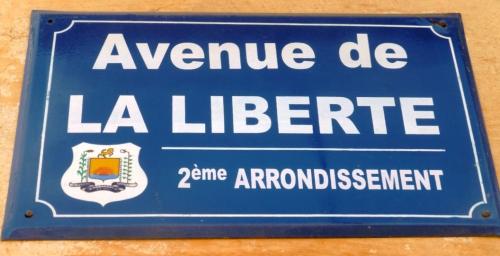 Avenue de
LA LIBERTE
2ème ARRONDISSEMENT